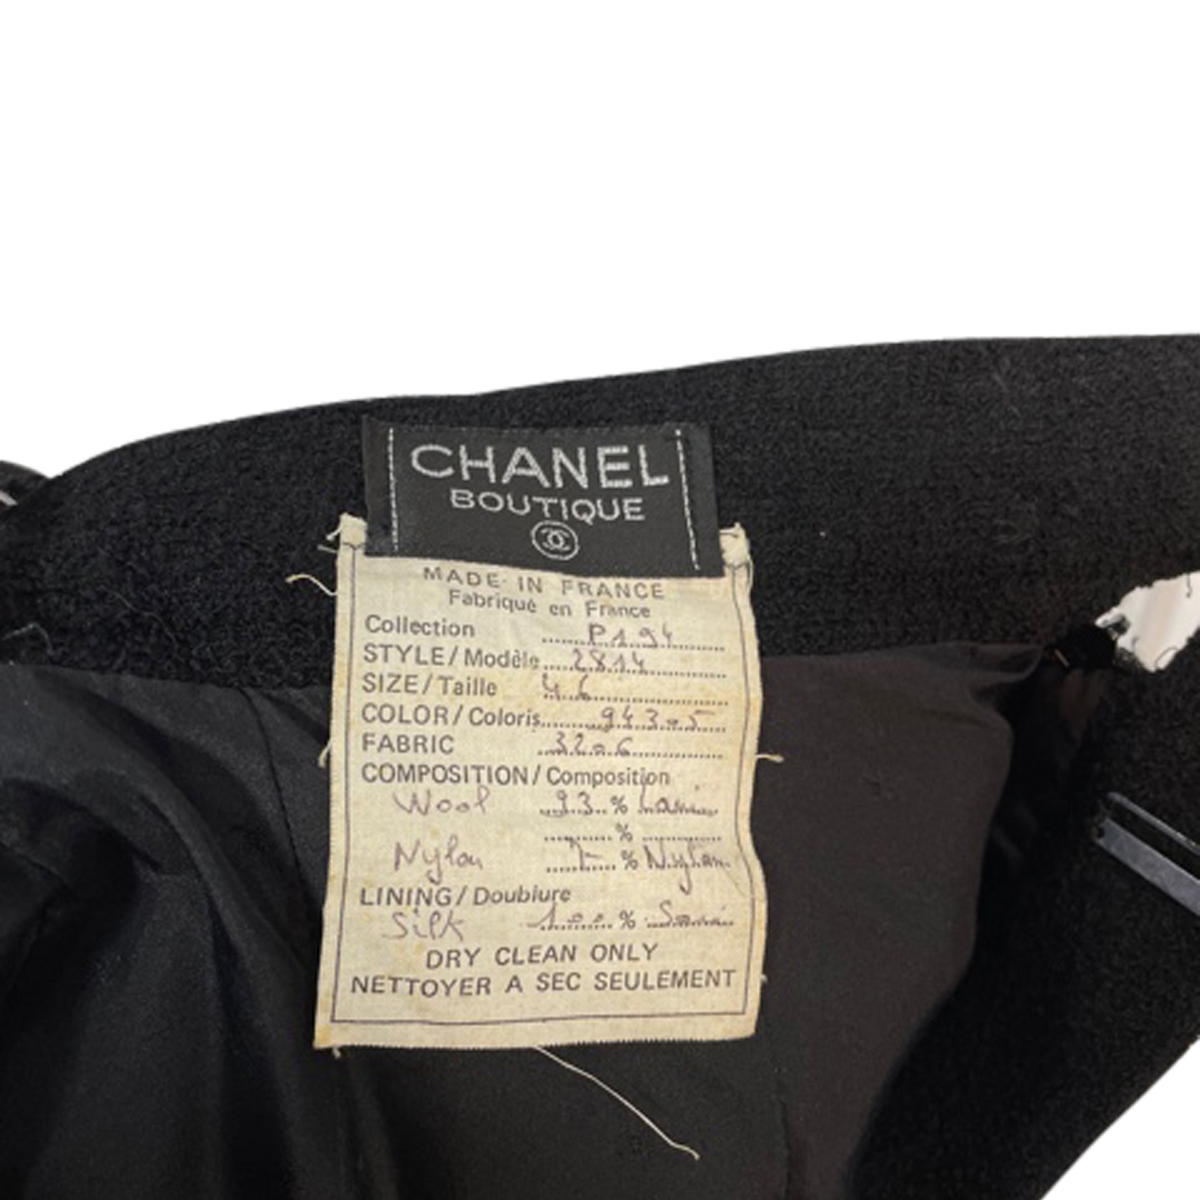 CHANEL
BOUTIQUE
MADE IN FRANCE
Fabriqué en France
Collection P194
STYLE/Modèle 2814
SIZE/Taille 46
COLOR/Coloris 94305
FABRIC 3206
COMPOSITION/Composition
Wool 93 %
%
Nylon 7 % Nylon
LINING/Doublure
Silk 100 %
DRY CLEAN ONLY
NETTOYER A SEC SEULEMENT